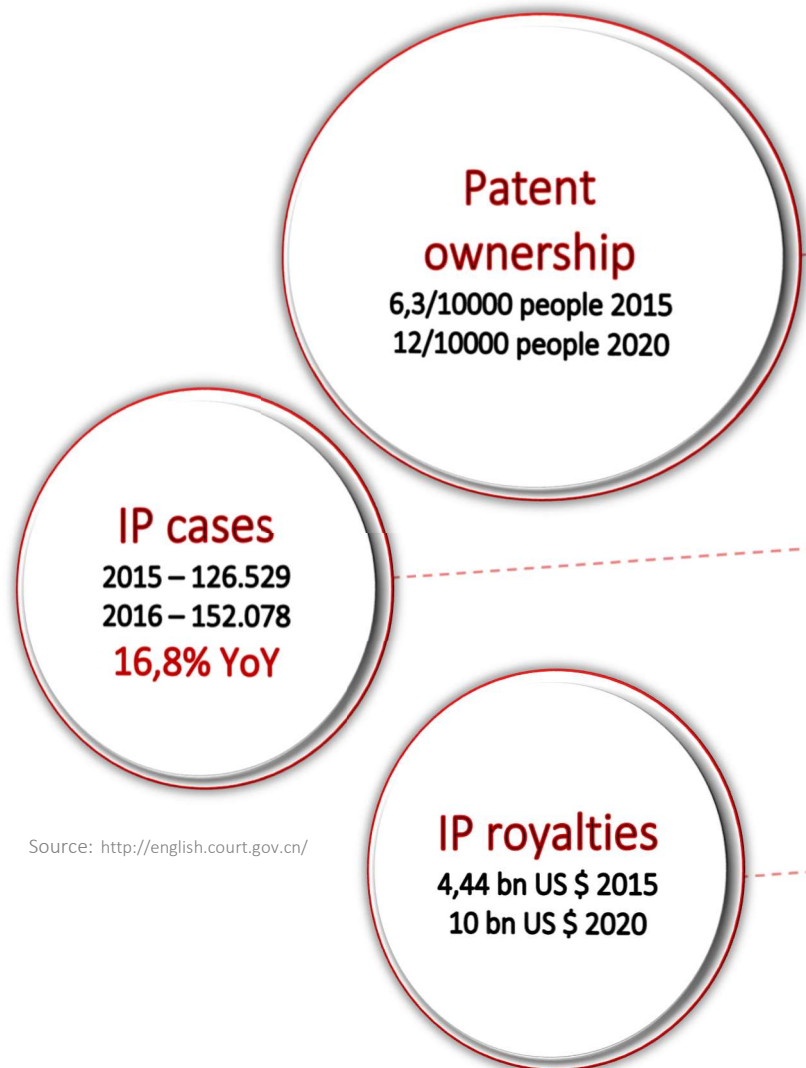 Patent
ownership
6,3/10000 people 2015
12/10000 people 2020
IP cases
2015 – 126.529
2016 – 152.078
16,8% YoY
Source: http://english.court.gov.cn/
IP royalties
4,44 bn US $ 2015
10 bn US $ 2020